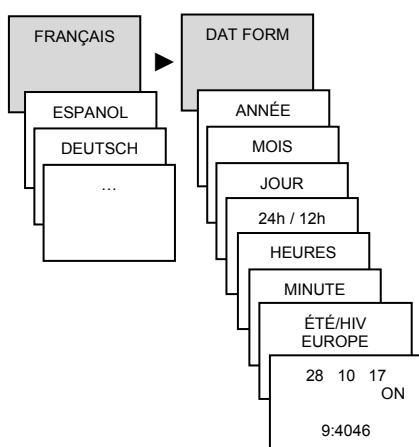 FRANÇAIS
ESPANOL
DEUTSCH
...
DAT FORM
ANNÉE
MOIS
JOUR
24h / 12h
HEURES
MINUTE
ÉTÉ/HIV
EUROPE
28 10 17
ON
9:4046